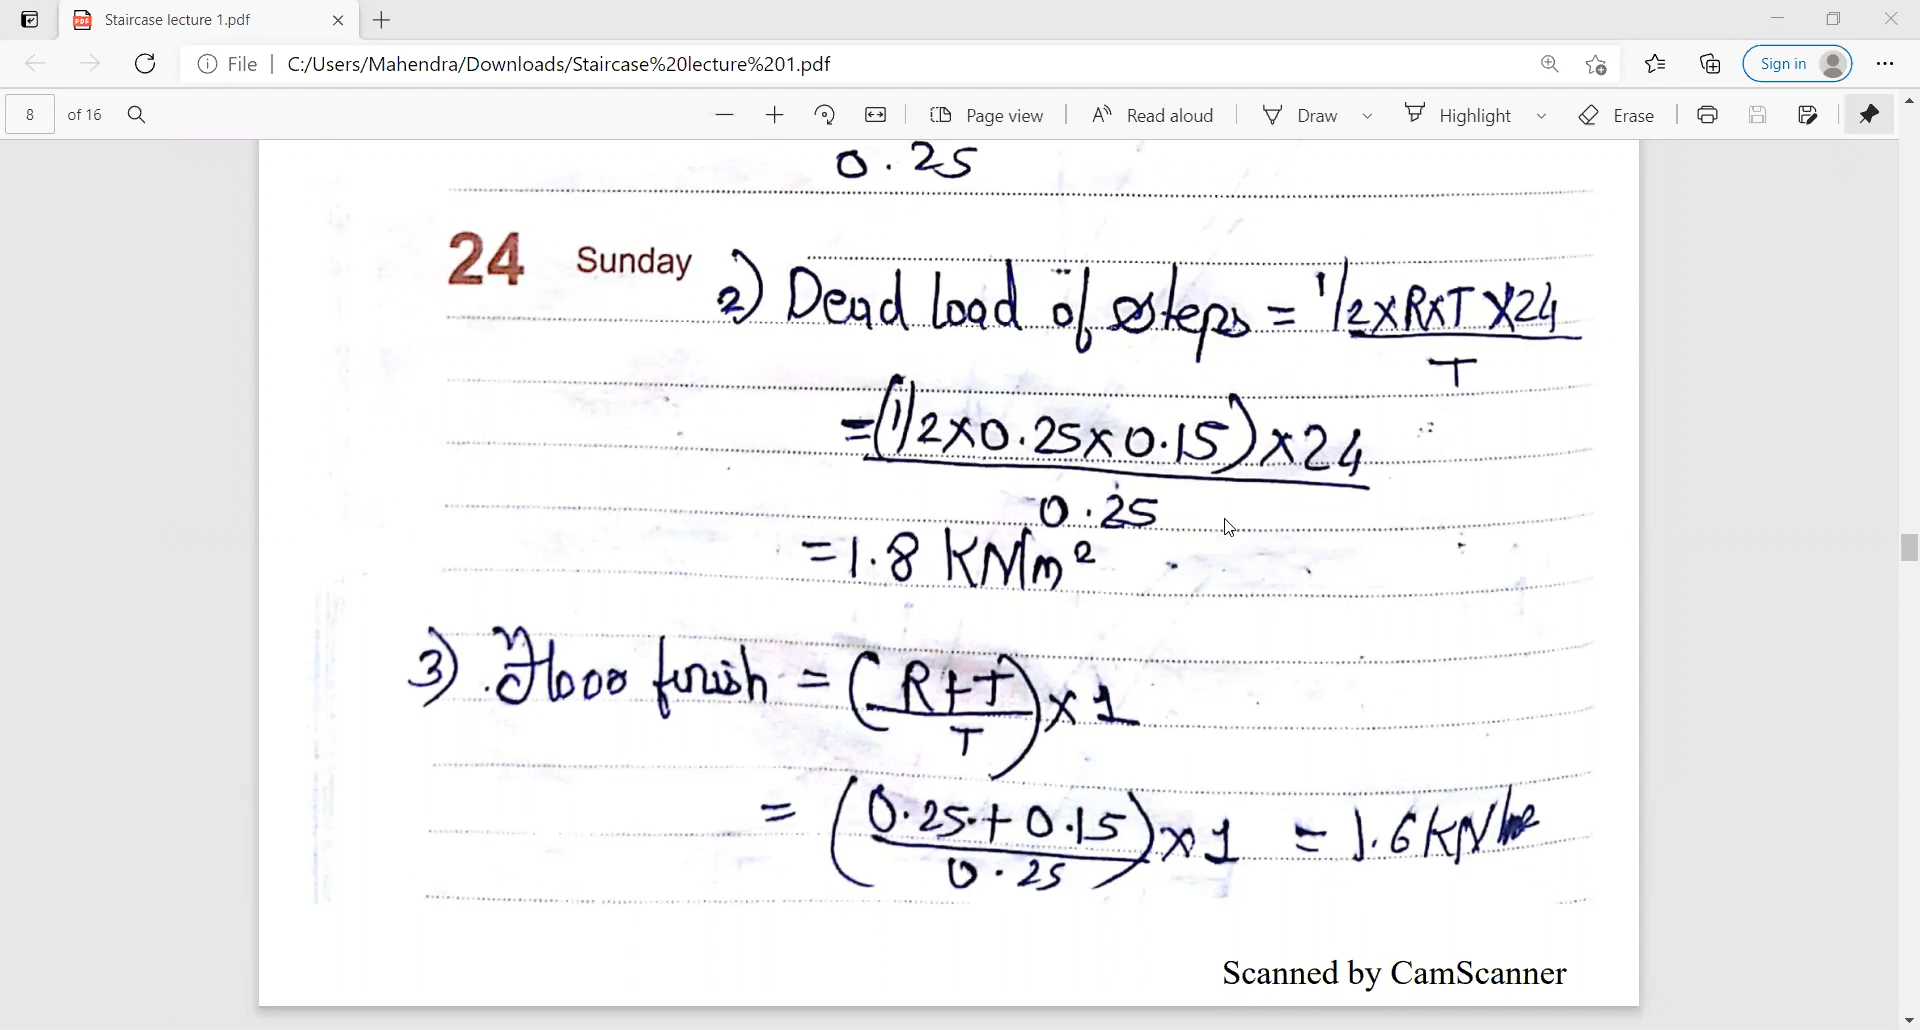 Staircase lecture 1.pdf
File C:/Users/Mahendra/Downloads/Staircase%20lecture%201.pdf Sign in
8 of 16 Page view Read aloud Draw Highlight Erase
0.25
24 Sunday 2) Dead load of steps = 1/2×R×T×24
T
=(1/2×0.25×0.15)×24
0.25
=1.8 KN/m²
3) Floor finish = (R+T)×1
T
= (0.25+0.15)×1 = 1.6KN/m²
0.25
Scanned by CamScanner